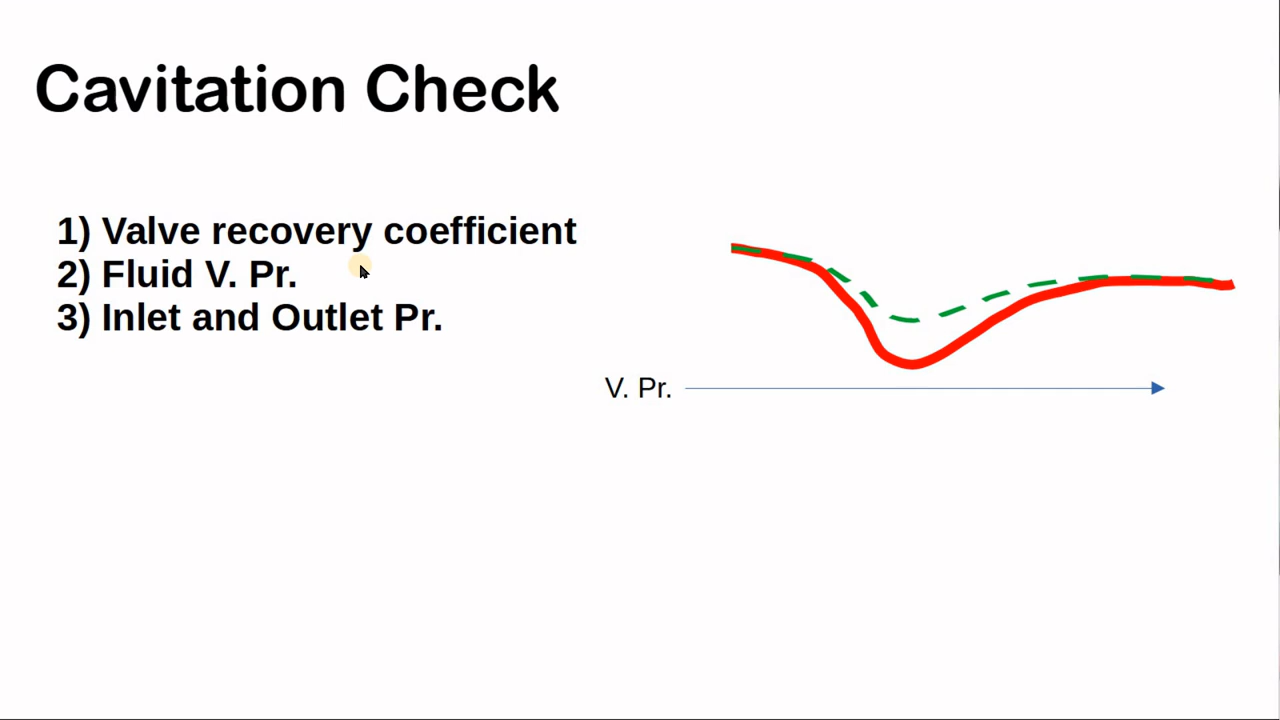 Cavitation Check
1) Valve recovery coefficient
2) Fluid V. Pr.
3) Inlet and Outlet Pr.
V. Pr.